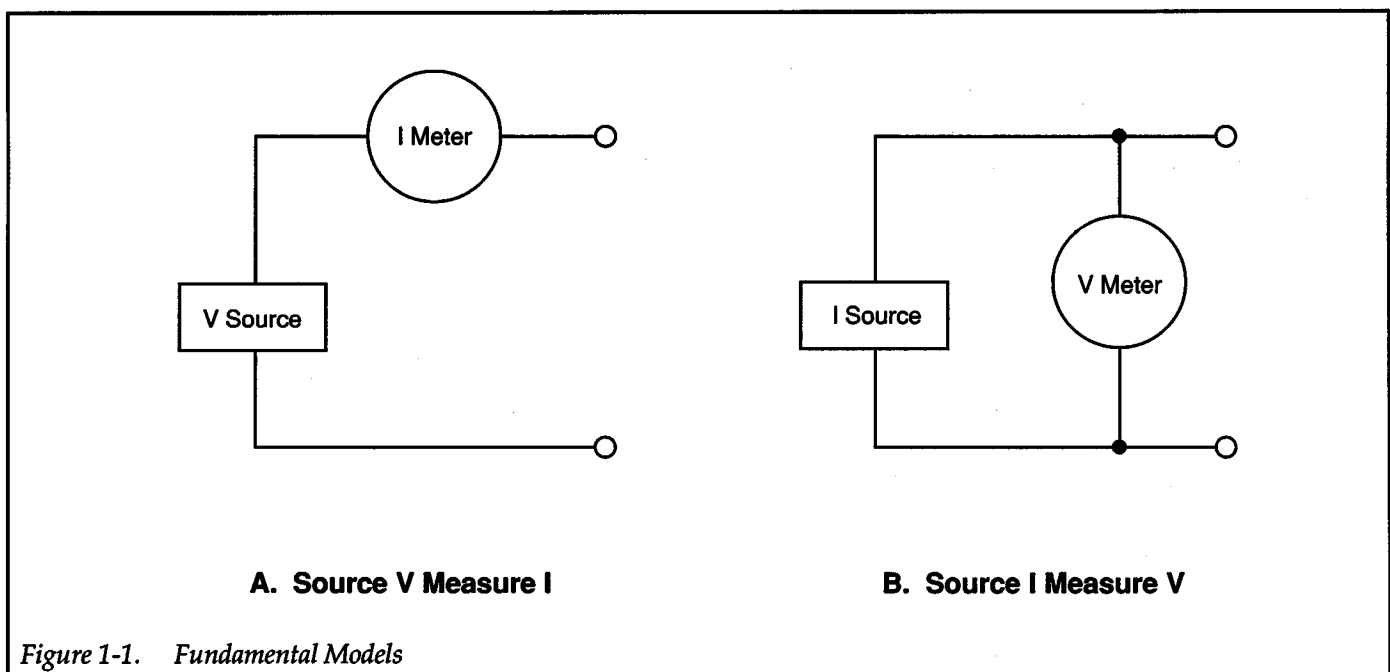 I Meter
V Source
I Source
V Meter
A. Source V Measure I
B. Source I Measure V
Figure 1-1. Fundamental Models